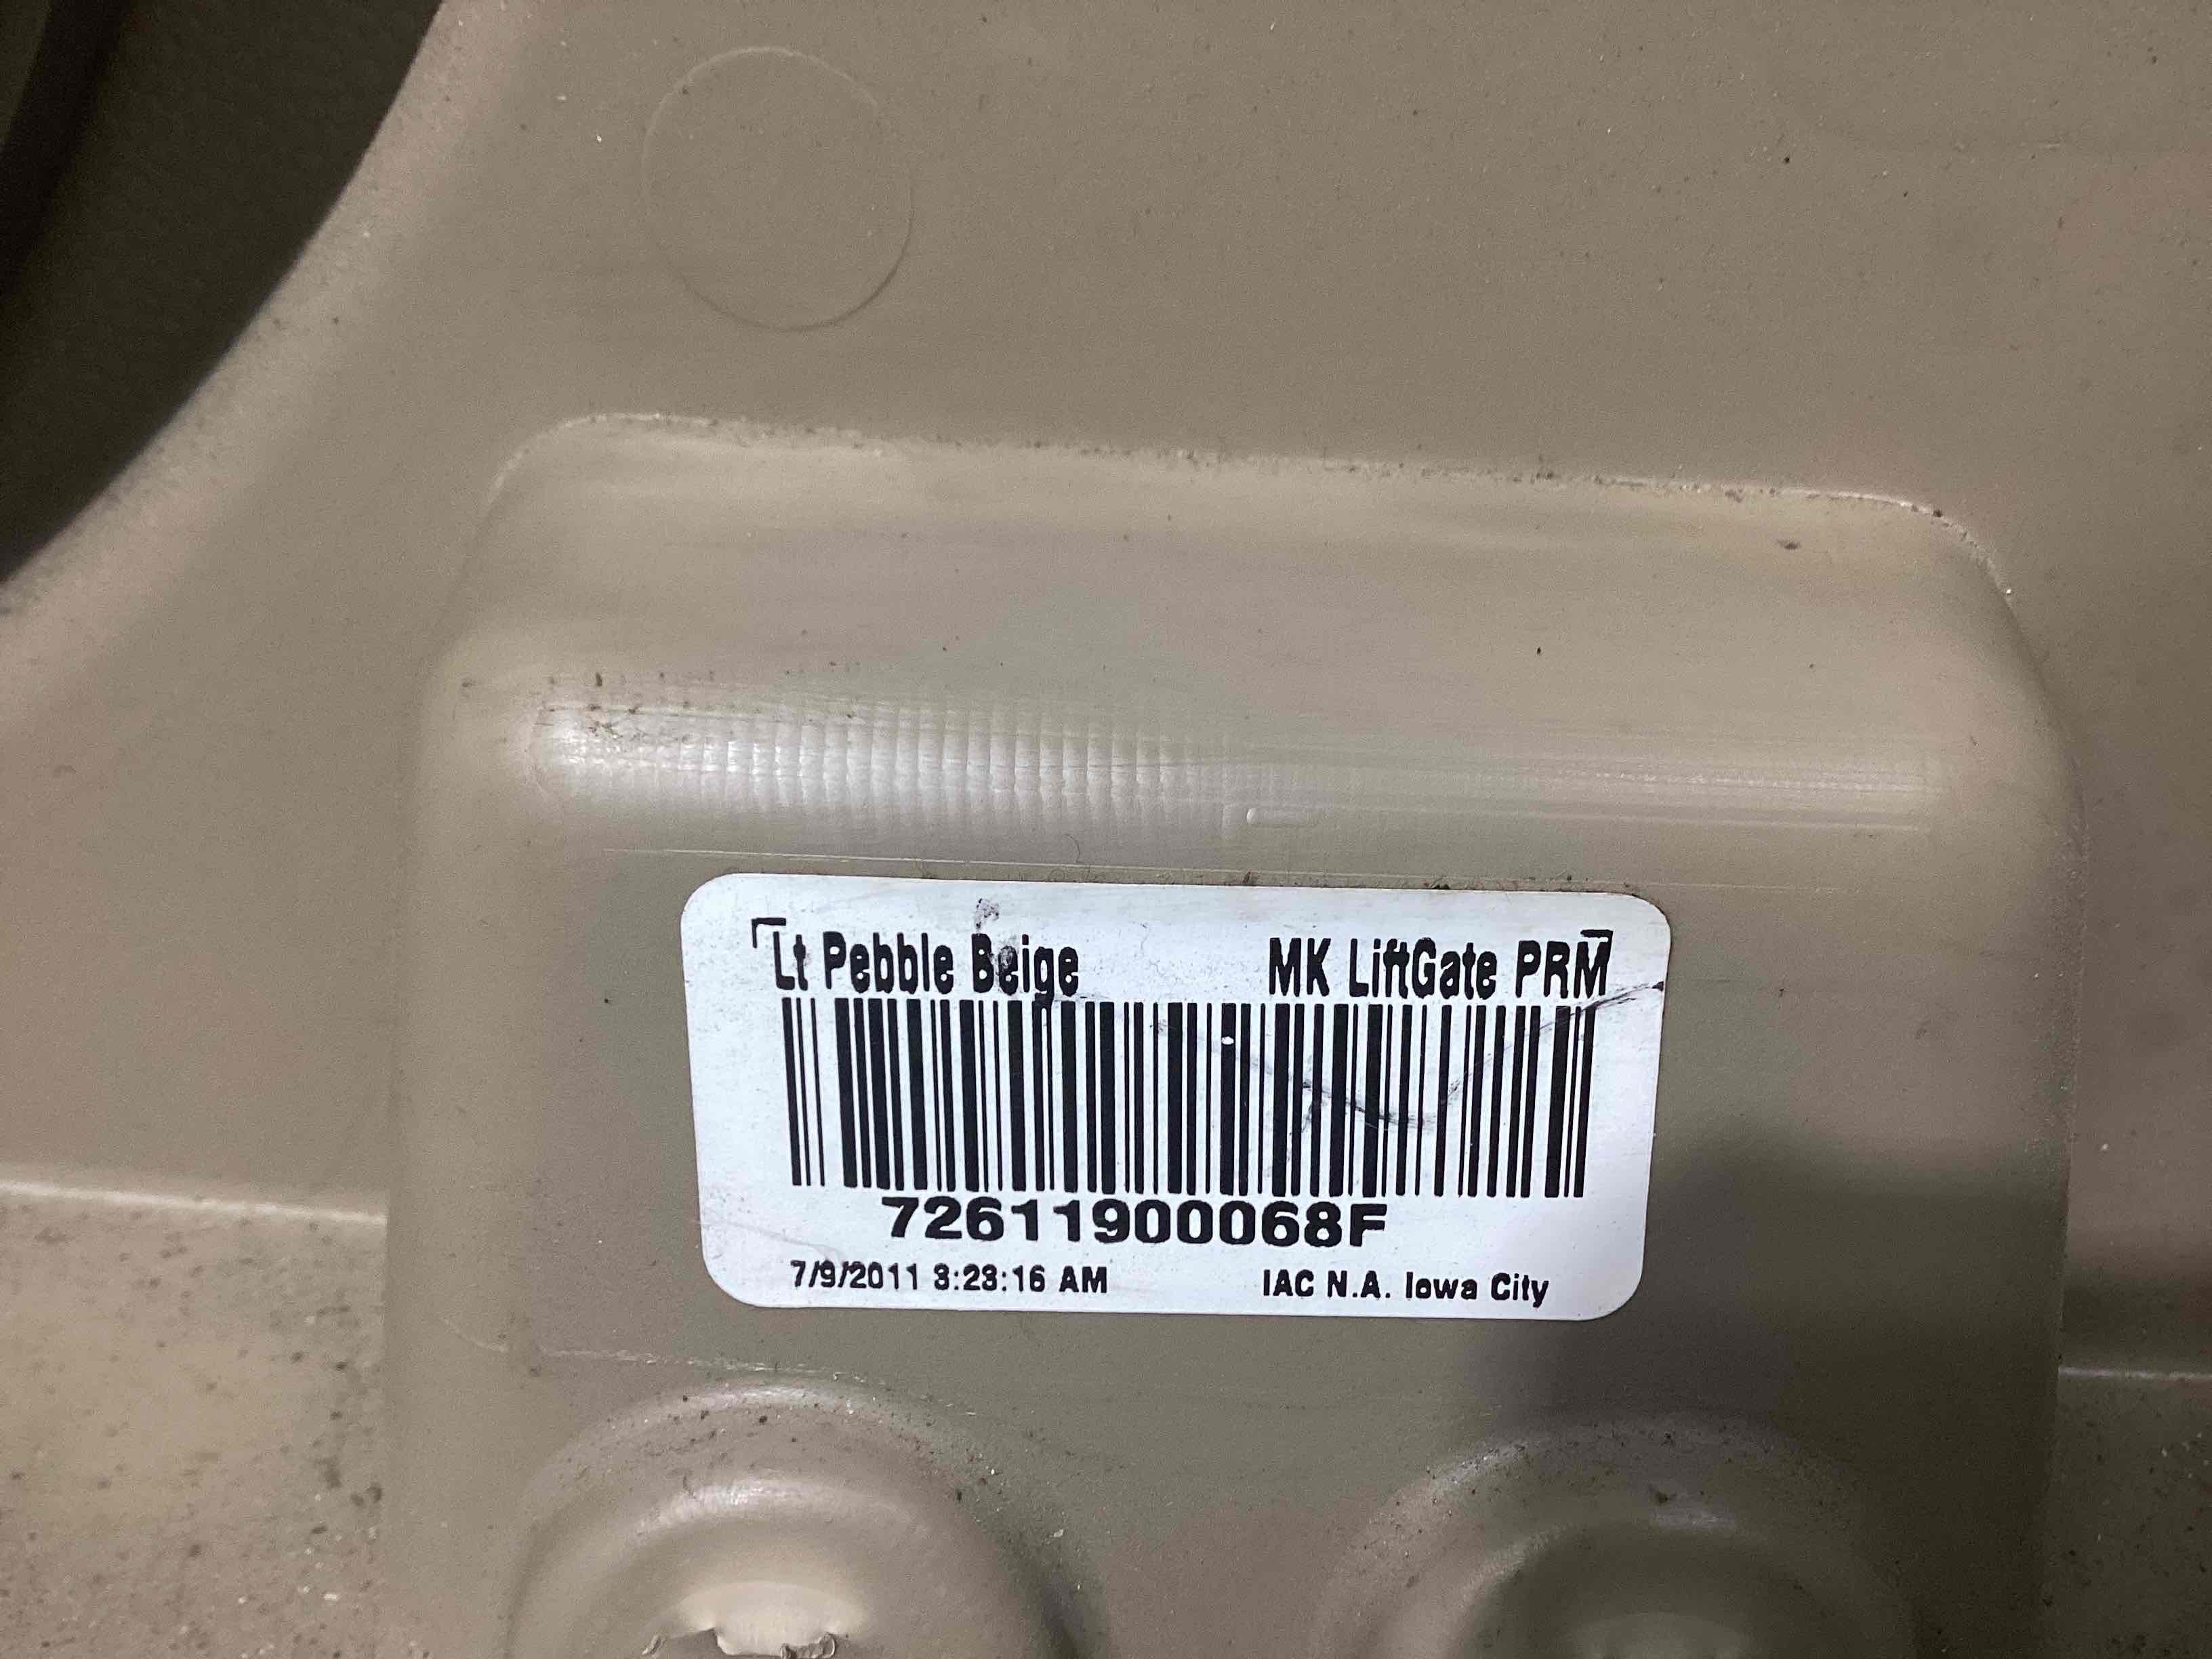 Lt Pebble Beige MK LiftGate PRM
72611900068F
7/9/2011 3:23:16 AM IAC N.A. Iowa City